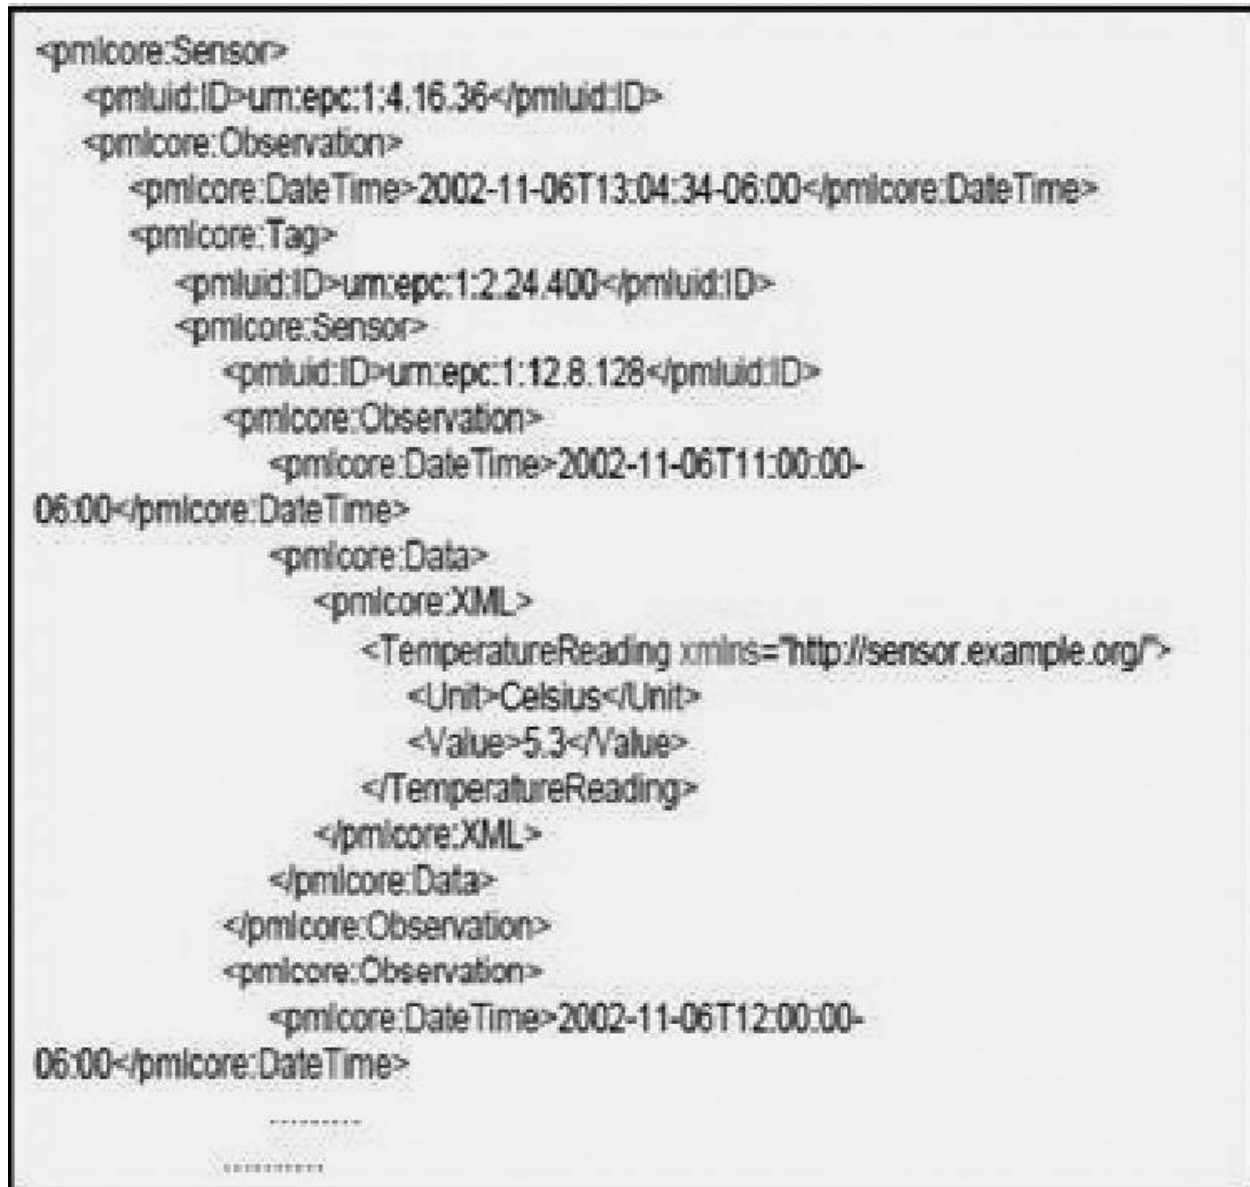 <pmlcore:Sensor>
<pmluid:ID>urn:epc:1:4.16.36</pmluid:ID>
<pmlcore:Observation>
<pmlcore:DateTime>2002-11-06T13:04:34-06:00</pmlcore:DateTime>
<pmlcore:Tag>
<pmluid:ID>urn:epc:1:2.24.400</pmluid:ID>
<pmlcore:Sensor>
<pmluid:ID>urn:epc:1:12.8.128</pmluid:ID>
<pmlcore:Observation>
<pmlcore:DateTime>2002-11-06T11:00:00-
06:00</pmlcore:DateTime>
<pmlcore:Data>
<pmlcore:XML>
<TemperatureReading xmlns="http://sensor.example.org/">
<Unit>Celsius</Unit>
<Value>5.3</Value>
</TemperatureReading>
</pmlcore:XML>
</pmlcore:Data>
</pmlcore:Observation>
<pmlcore:Observation>
<pmlcore:DateTime>2002-11-06T12:00:00-
06:00</pmlcore:DateTime>
.........
..........